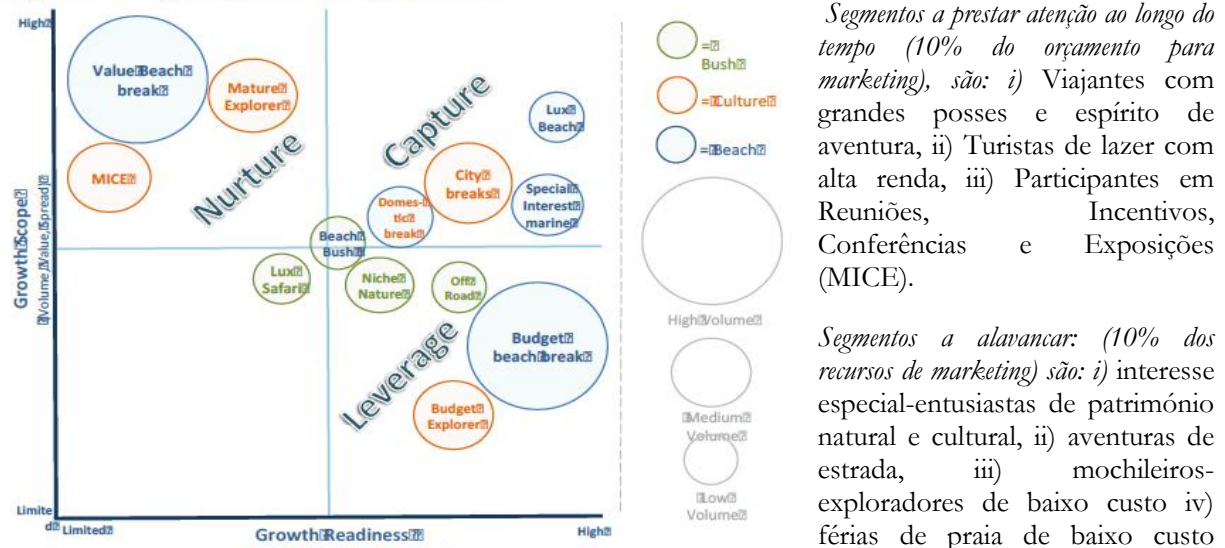 High
Value Beach
break
Mature
Explorer
MICE
Nurture
Capture
Lux
Beach
City
breaks
Special
Interest
marine
Domes-
tic
break
Beach
Bush
Lux
Safari
Niche
Nature
Off
Road
Budget
beach break
Leverage
Budget
Explorer
Growth Scope
(Volume, Value, Spread)
Limite
d
Limited
Growth Readiness
High
=
Bush
= Culture
= Beach
High Volume
Medium
Volume
Low
Volume
Segmentos a prestar atenção ao longo do
tempo (10% do orçamento para
marketing), são: i) Viajantes com
grandes posses e espírito de
aventura, ii) Turistas de lazer com
alta renda, iii) Participantes em
Reuniões, Incentivos,
Conferências e Exposições
(MICE).
Segmentos a alavancar: (10% dos
recursos de marketing) são: i) interesse
especial-entusiastas de património
natural e cultural, ii) aventuras de
estrada, iii) mochileiros-
exploradores de baixo custo iv)
férias de praia de baixo custo